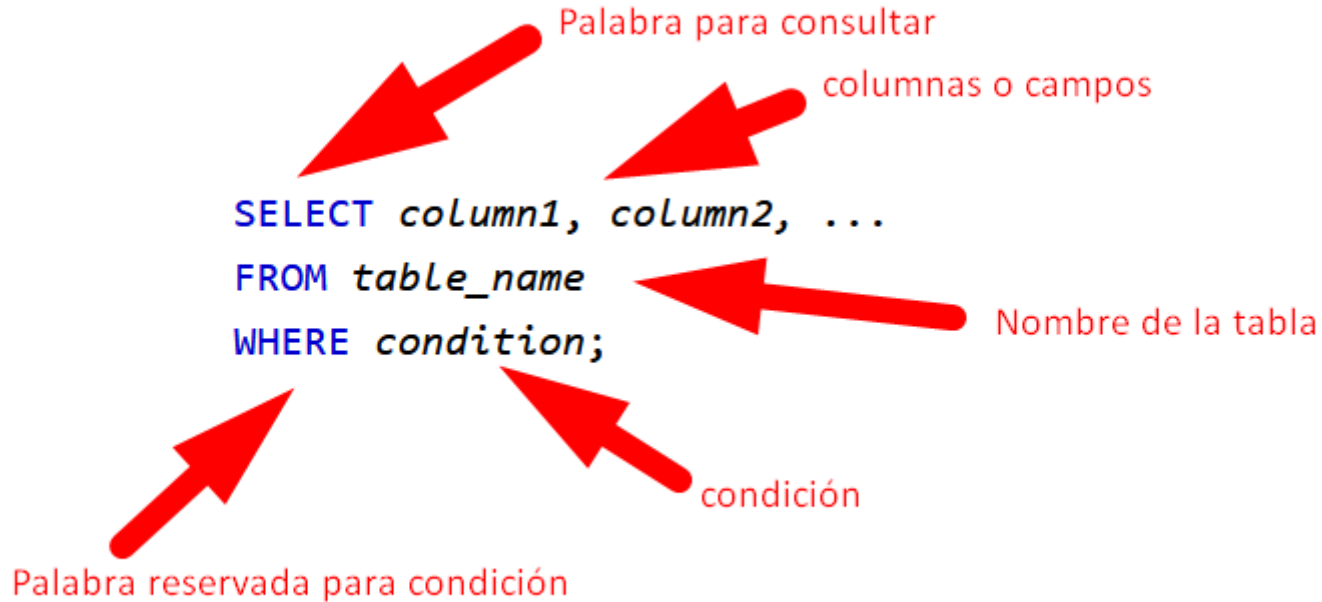 Palabra para consultar
columnas o campos
SELECT column1, column2, ...
FROM table_name
Nombre de la tabla
WHERE condition;
condición
Palabra reservada para condición